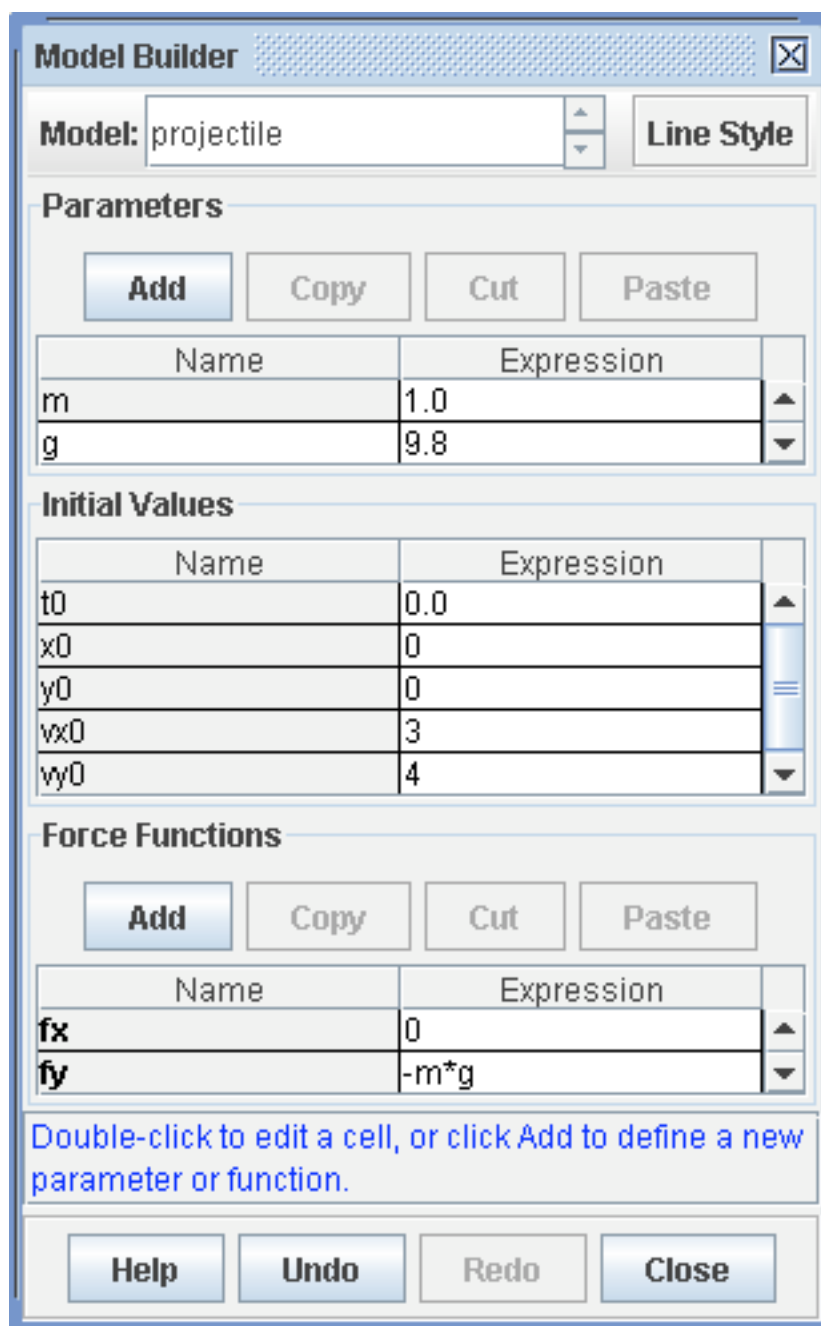 Model Builder
Model: projectile Line Style
Parameters
Add Copy Cut Paste
Name Expression
m 1.0
g 9.8
Initial Values
Name Expression
t0 0.0
x0 0
y0 0
vx0 3
vy0 4
Force Functions
Add Copy Cut Paste
Name Expression
fx 0
fy -m*g
Double-click to edit a cell, or click Add to define a new
parameter or function.
Help Undo Redo Close